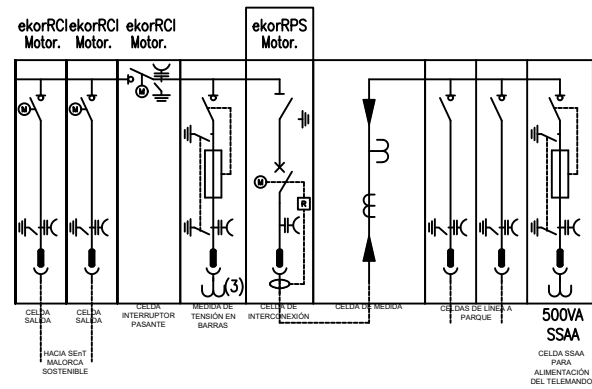 ekorRCI ekorRCI ekorRCI ekorRPS
Motor. Motor. Motor. Motor.
M
M
M
M
R
(3)
CELDA
SALIDA
CELDA
SALIDA
CELDA
INTERRUPTOR
PASANTE
MEDIDA DE
TENSIÓN EN
BARRAS
CELDA DE
INTERCONEXIÓN
CELDA DE MEDIDA
CELDAS DE LÍNEA A
PARQUE
500VA
SSAA
CELDA SSAA
PARA
ALIMENTACIÓN
DEL TELEMANDO
HACIA SEnT
MALORCA
SOSTENIBLE